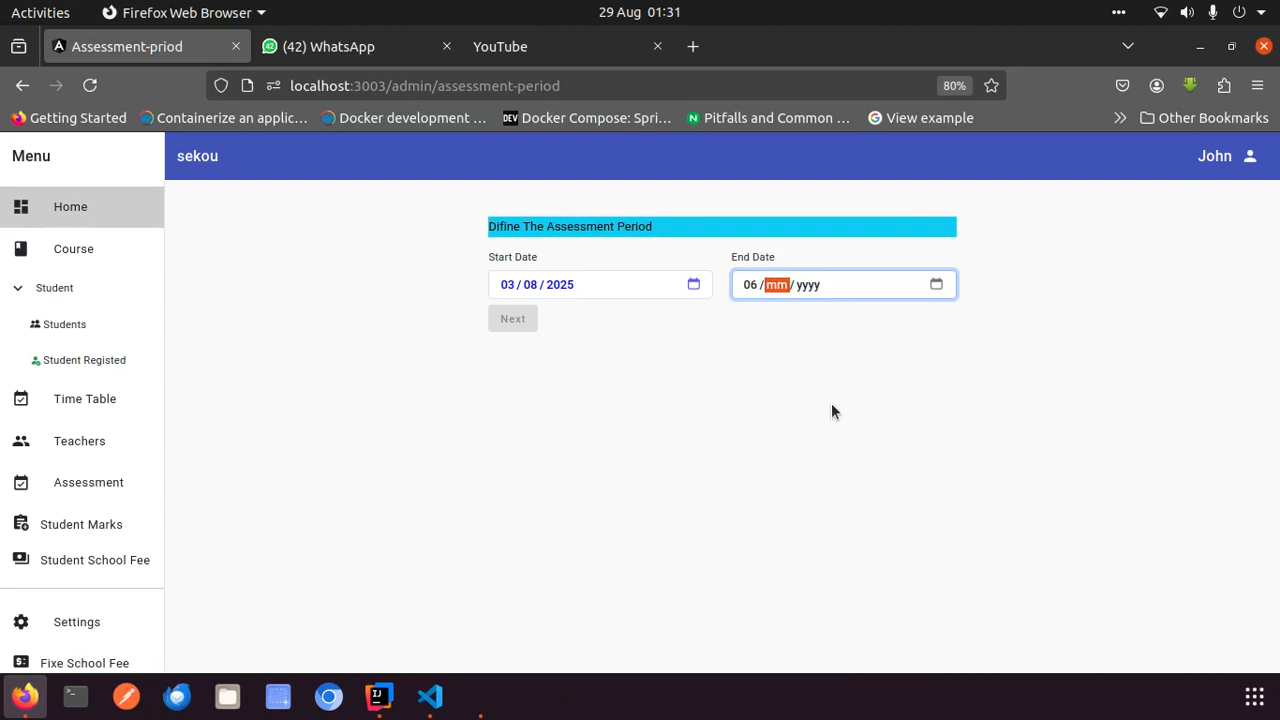 Activities Firefox Web Browser 29 Aug 01:31
Assessment-priod (42) WhatsApp YouTube
localhost:3003/admin/assessment-period 80%
Getting Started Containerize an applic... Docker development ... DEV Docker Compose: Spri... Pitfalls and Common ... View example Other Bookmarks
Menu sekou John
Home
Course
Student
Students
Student Registed
Time Table
Teachers
Assessment
Student Marks
Student School Fee
Settings
Fixe School Fee
Difine The Assessment Period
Start Date End Date
03 / 08 / 2025 06 / mm / yyyy
Next